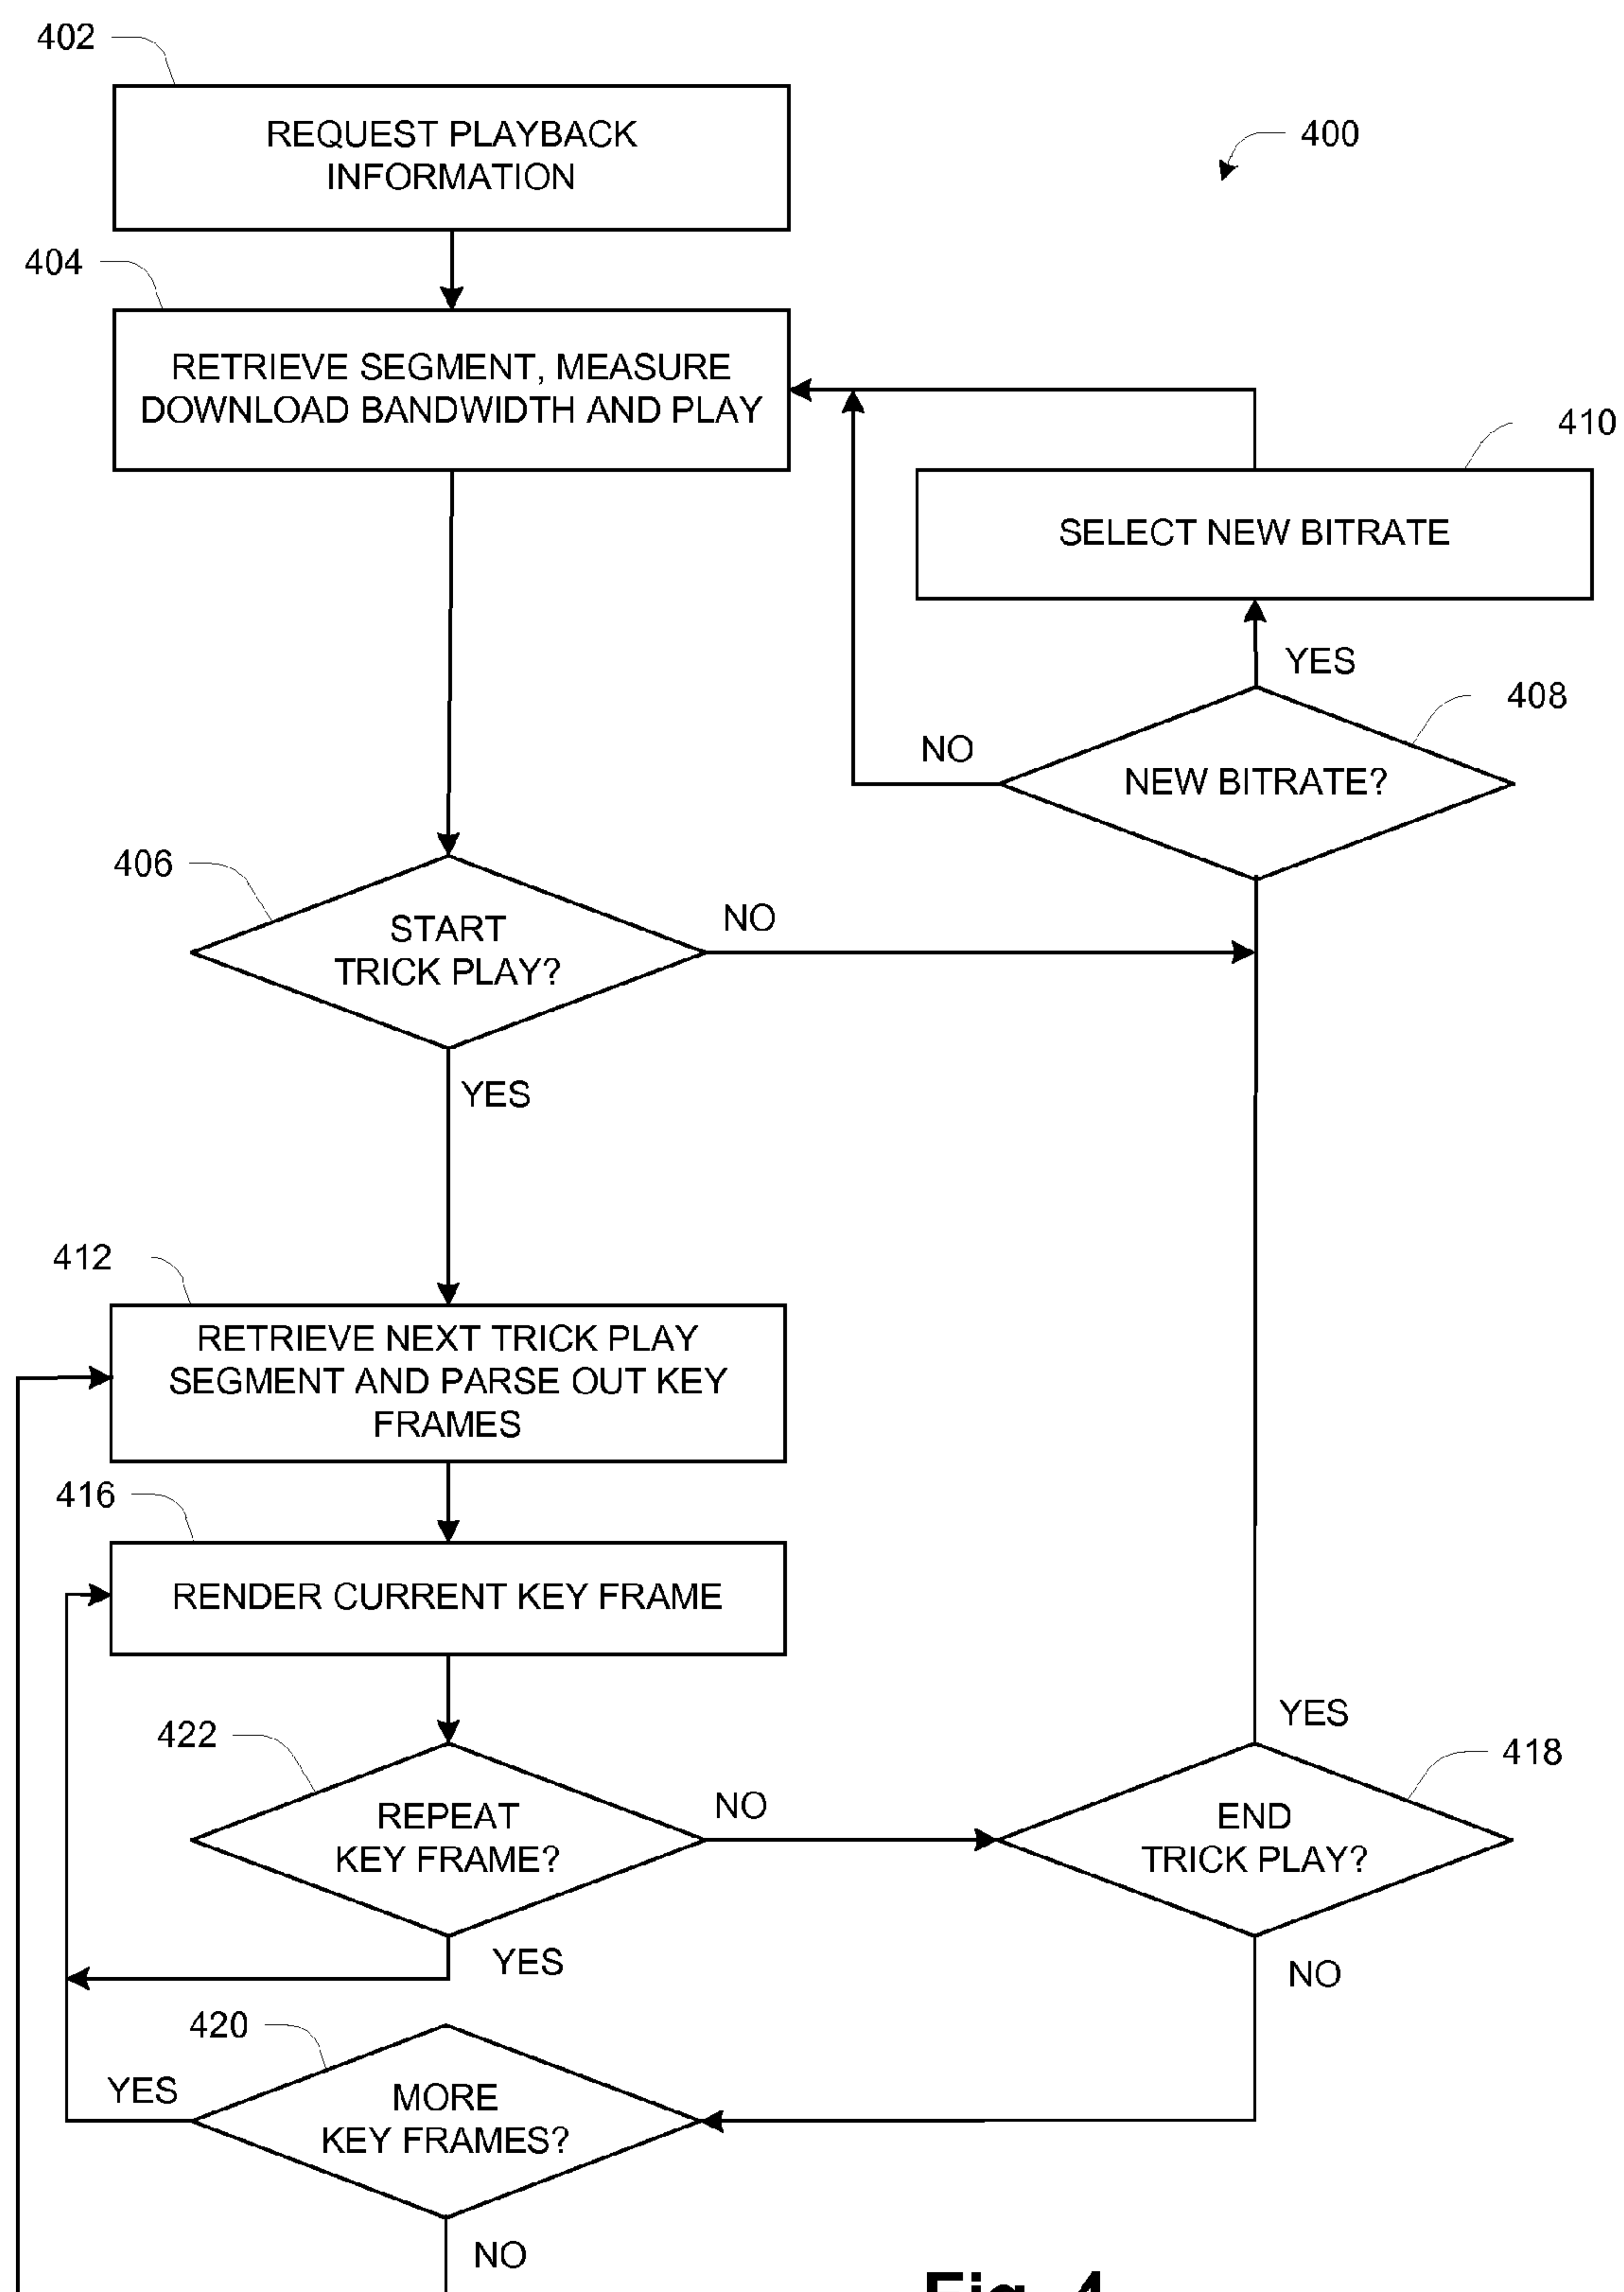 402
REQUEST PLAYBACK
INFORMATION
400
404
RETRIEVE SEGMENT, MEASURE
DOWNLOAD BANDWIDTH AND PLAY
410
SELECT NEW BITRATE
YES
408
NO
NEW BITRATE?
406
START
TRICK PLAY?
NO
YES
412
RETRIEVE NEXT TRICK PLAY
SEGMENT AND PARSE OUT KEY
FRAMES
416
RENDER CURRENT KEY FRAME
422
REPEAT
KEY FRAME?
NO
YES
YES
418
END
TRICK PLAY?
NO
420
YES
MORE
KEY FRAMES?
NO
Fig. 4